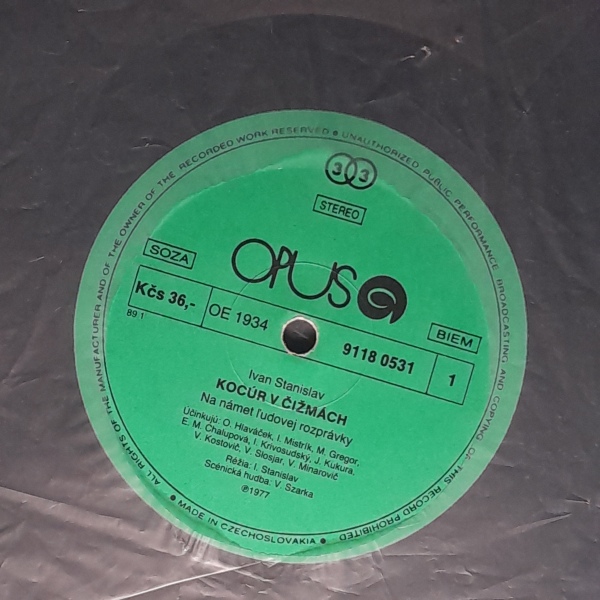 ALL RIGHTS OF THE MANUFACTURER AND OF THE OWNER OF THE RECORDED WORK RESERVED ● UNAUTHORIZED PUBLIC PERFORMANCE BROADCASTING AND COPYING OF THIS RECORD PROHIBITED
33
STEREO
OPUS
SOZA
BIEM
Kčs 36,-
OE 1934
9118 0531
1
89.1
Ivan Stanislav
KOCÚR V ČIŽMÁCH
Na námet ľudovej rozprávky
Účinkujú: O. Hlaváček, I. Mistrík, M. Gregor,
E. M. Chalupová, I. Krivosudský, J. Kukura,
V. Kostovič, V. Slosjar, V. Minarovič
Réžia: I. Stanislav
Scénická hudba: V. Szarka
℗1977
● MADE IN CZECHOSLOVAKIA ●